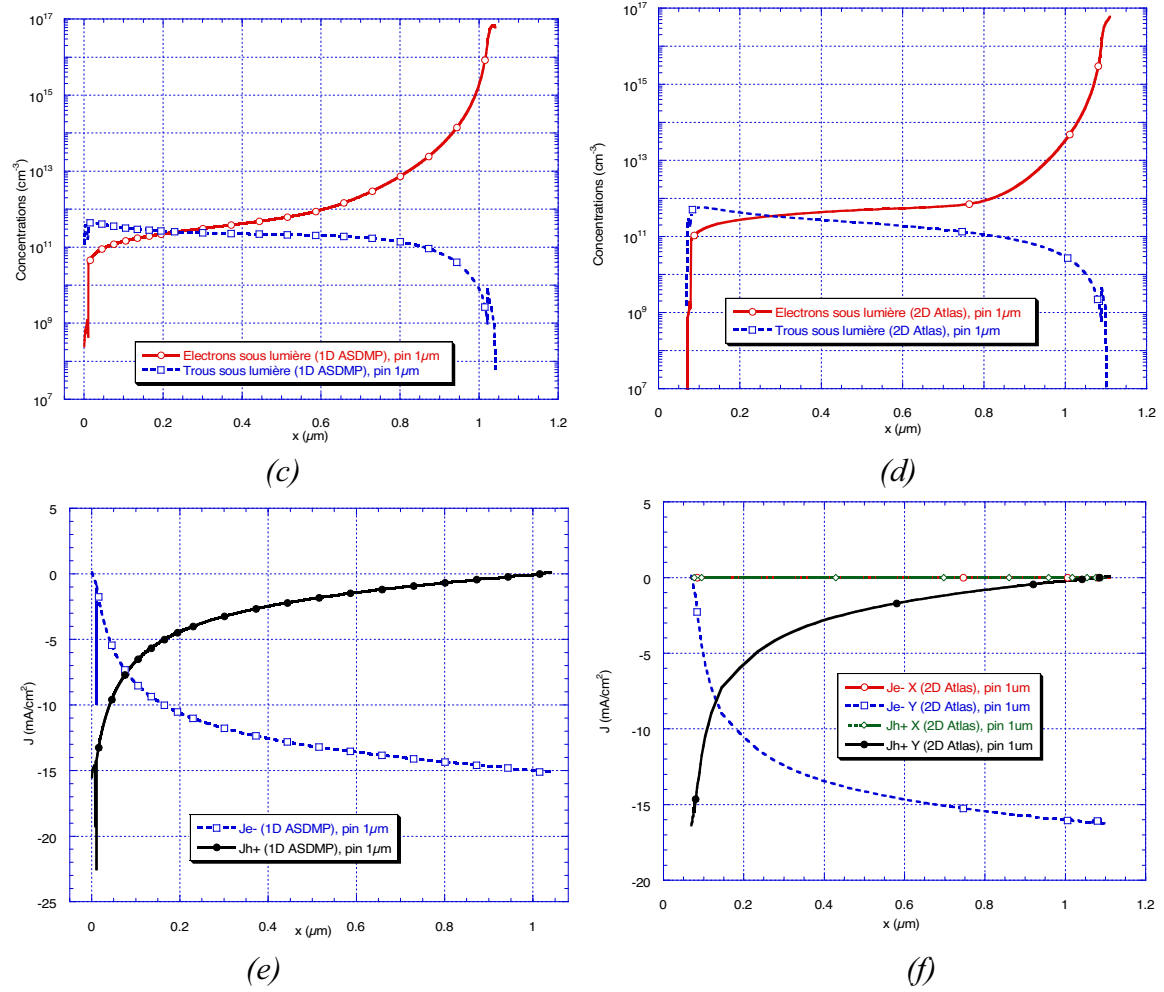 10^17
10^15
10^13
10^11
10^9
10^7
Concentrations (cm^-3)
0 0.2 0.4 0.6 0.8 1 1.2
x (µm)
Electrons sous lumière (1D ASDMP), pin 1µm
Trous sous lumière (1D ASDMP), pin 1µm
(c)
10^17
10^15
10^13
10^11
10^9
10^7
Concentrations (cm^-3)
0 0.2 0.4 0.6 0.8 1 1.2
x (µm)
Electrons sous lumière (2D Atlas), pin 1µm
Trous sous lumière (2D Atlas), pin 1µm
(d)
5
0
-5
-10
-15
-20
-25
J (mA/cm²)
0 0.2 0.4 0.6 0.8 1
x (µm)
Je- (1D ASDMP), pin 1µm
Jh+ (1D ASDMP), pin 1µm
(e)
5
0
-5
-10
-15
-20
J (mA/cm²)
0 0.2 0.4 0.6 0.8 1 1.2
x (µm)
Je- X (2D Atlas), pin 1um
Je- Y (2D Atlas), pin 1um
Jh+ X (2D Atlas), pin 1um
Jh+ Y (2D Atlas), pin 1um
(f)